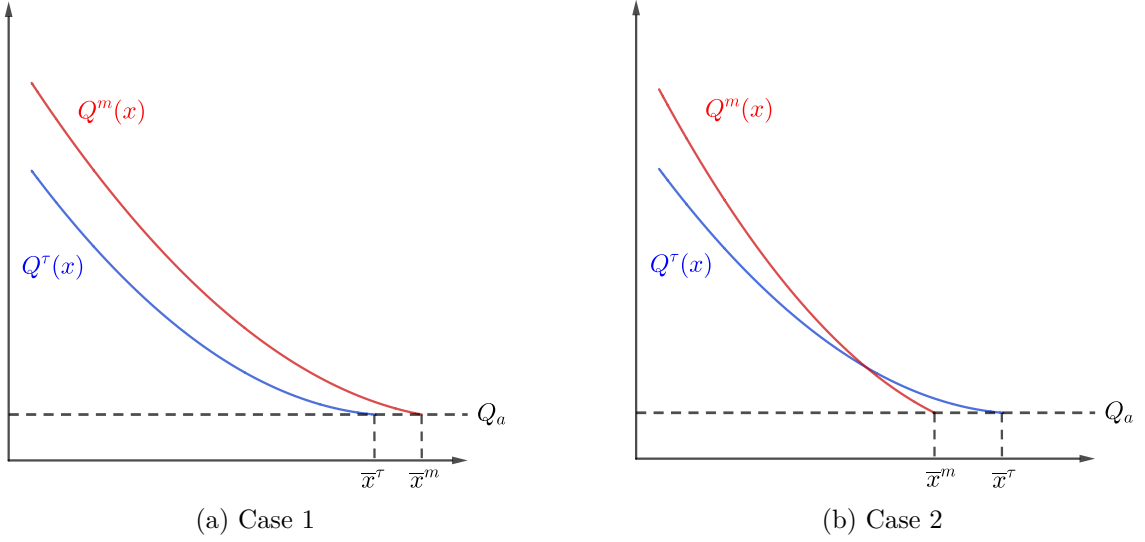 Q^m(x)
Q^τ(x)
Q_a
x̅^τ x̅^m
(a) Case 1
Q^m(x)
Q^τ(x)
Q_a
x̅^m x̅^τ
(b) Case 2